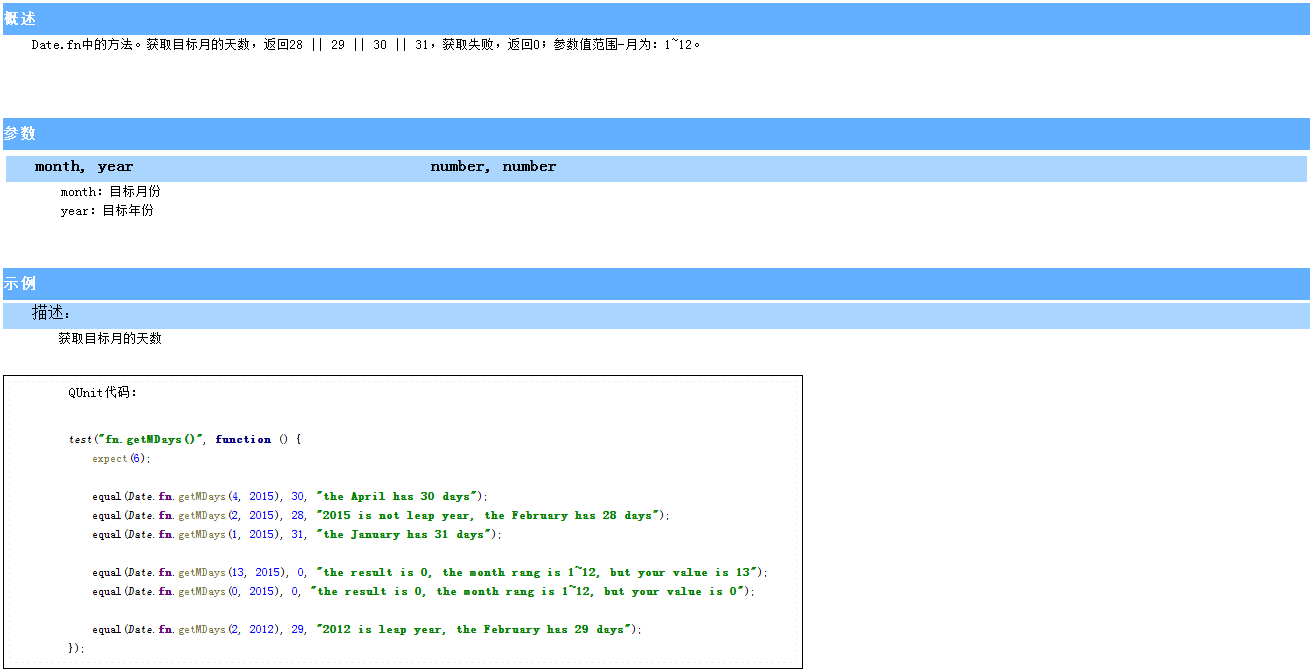 概述
Date.fn中的方法。获取目标月的天数，返回28 || 29 || 30 || 31，获取失败，返回0；参数值范围-月为：1~12。
参数
month, year number, number
month：目标月份
year：目标年份
示例
描述：
获取目标月的天数
QUnit代码：
test("fn.getMDays()", function () {
expect(6);
equal(Date.fn.getMDays(4, 2015), 30, "the April has 30 days");
equal(Date.fn.getMDays(2, 2015), 28, "2015 is not leap year, the February has 28 days");
equal(Date.fn.getMDays(1, 2015), 31, "the January has 31 days");
equal(Date.fn.getMDays(13, 2015), 0, "the result is 0, the month rang is 1~12, but your value is 13");
equal(Date.fn.getMDays(0, 2015), 0, "the result is 0, the month rang is 1~12, but your value is 0");
equal(Date.fn.getMDays(2, 2012), 29, "2012 is leap year, the February has 29 days");
});